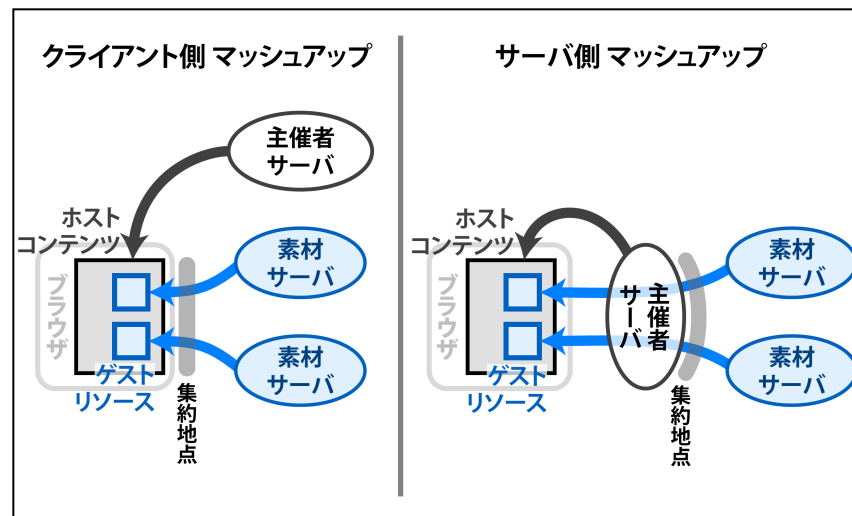 クライアント側 マッシュアップ
主催者
サーバ
ホスト
コンテンツ
ブラウザ
素材
サーバ
素材
サーバ
ゲスト
リソース
集約地点
サーバ側 マッシュアップ
ホスト
コンテンツ
ブラウザ
主催者
サーバ
素材
サーバ
素材
サーバ
ゲスト
リソース
集約地点